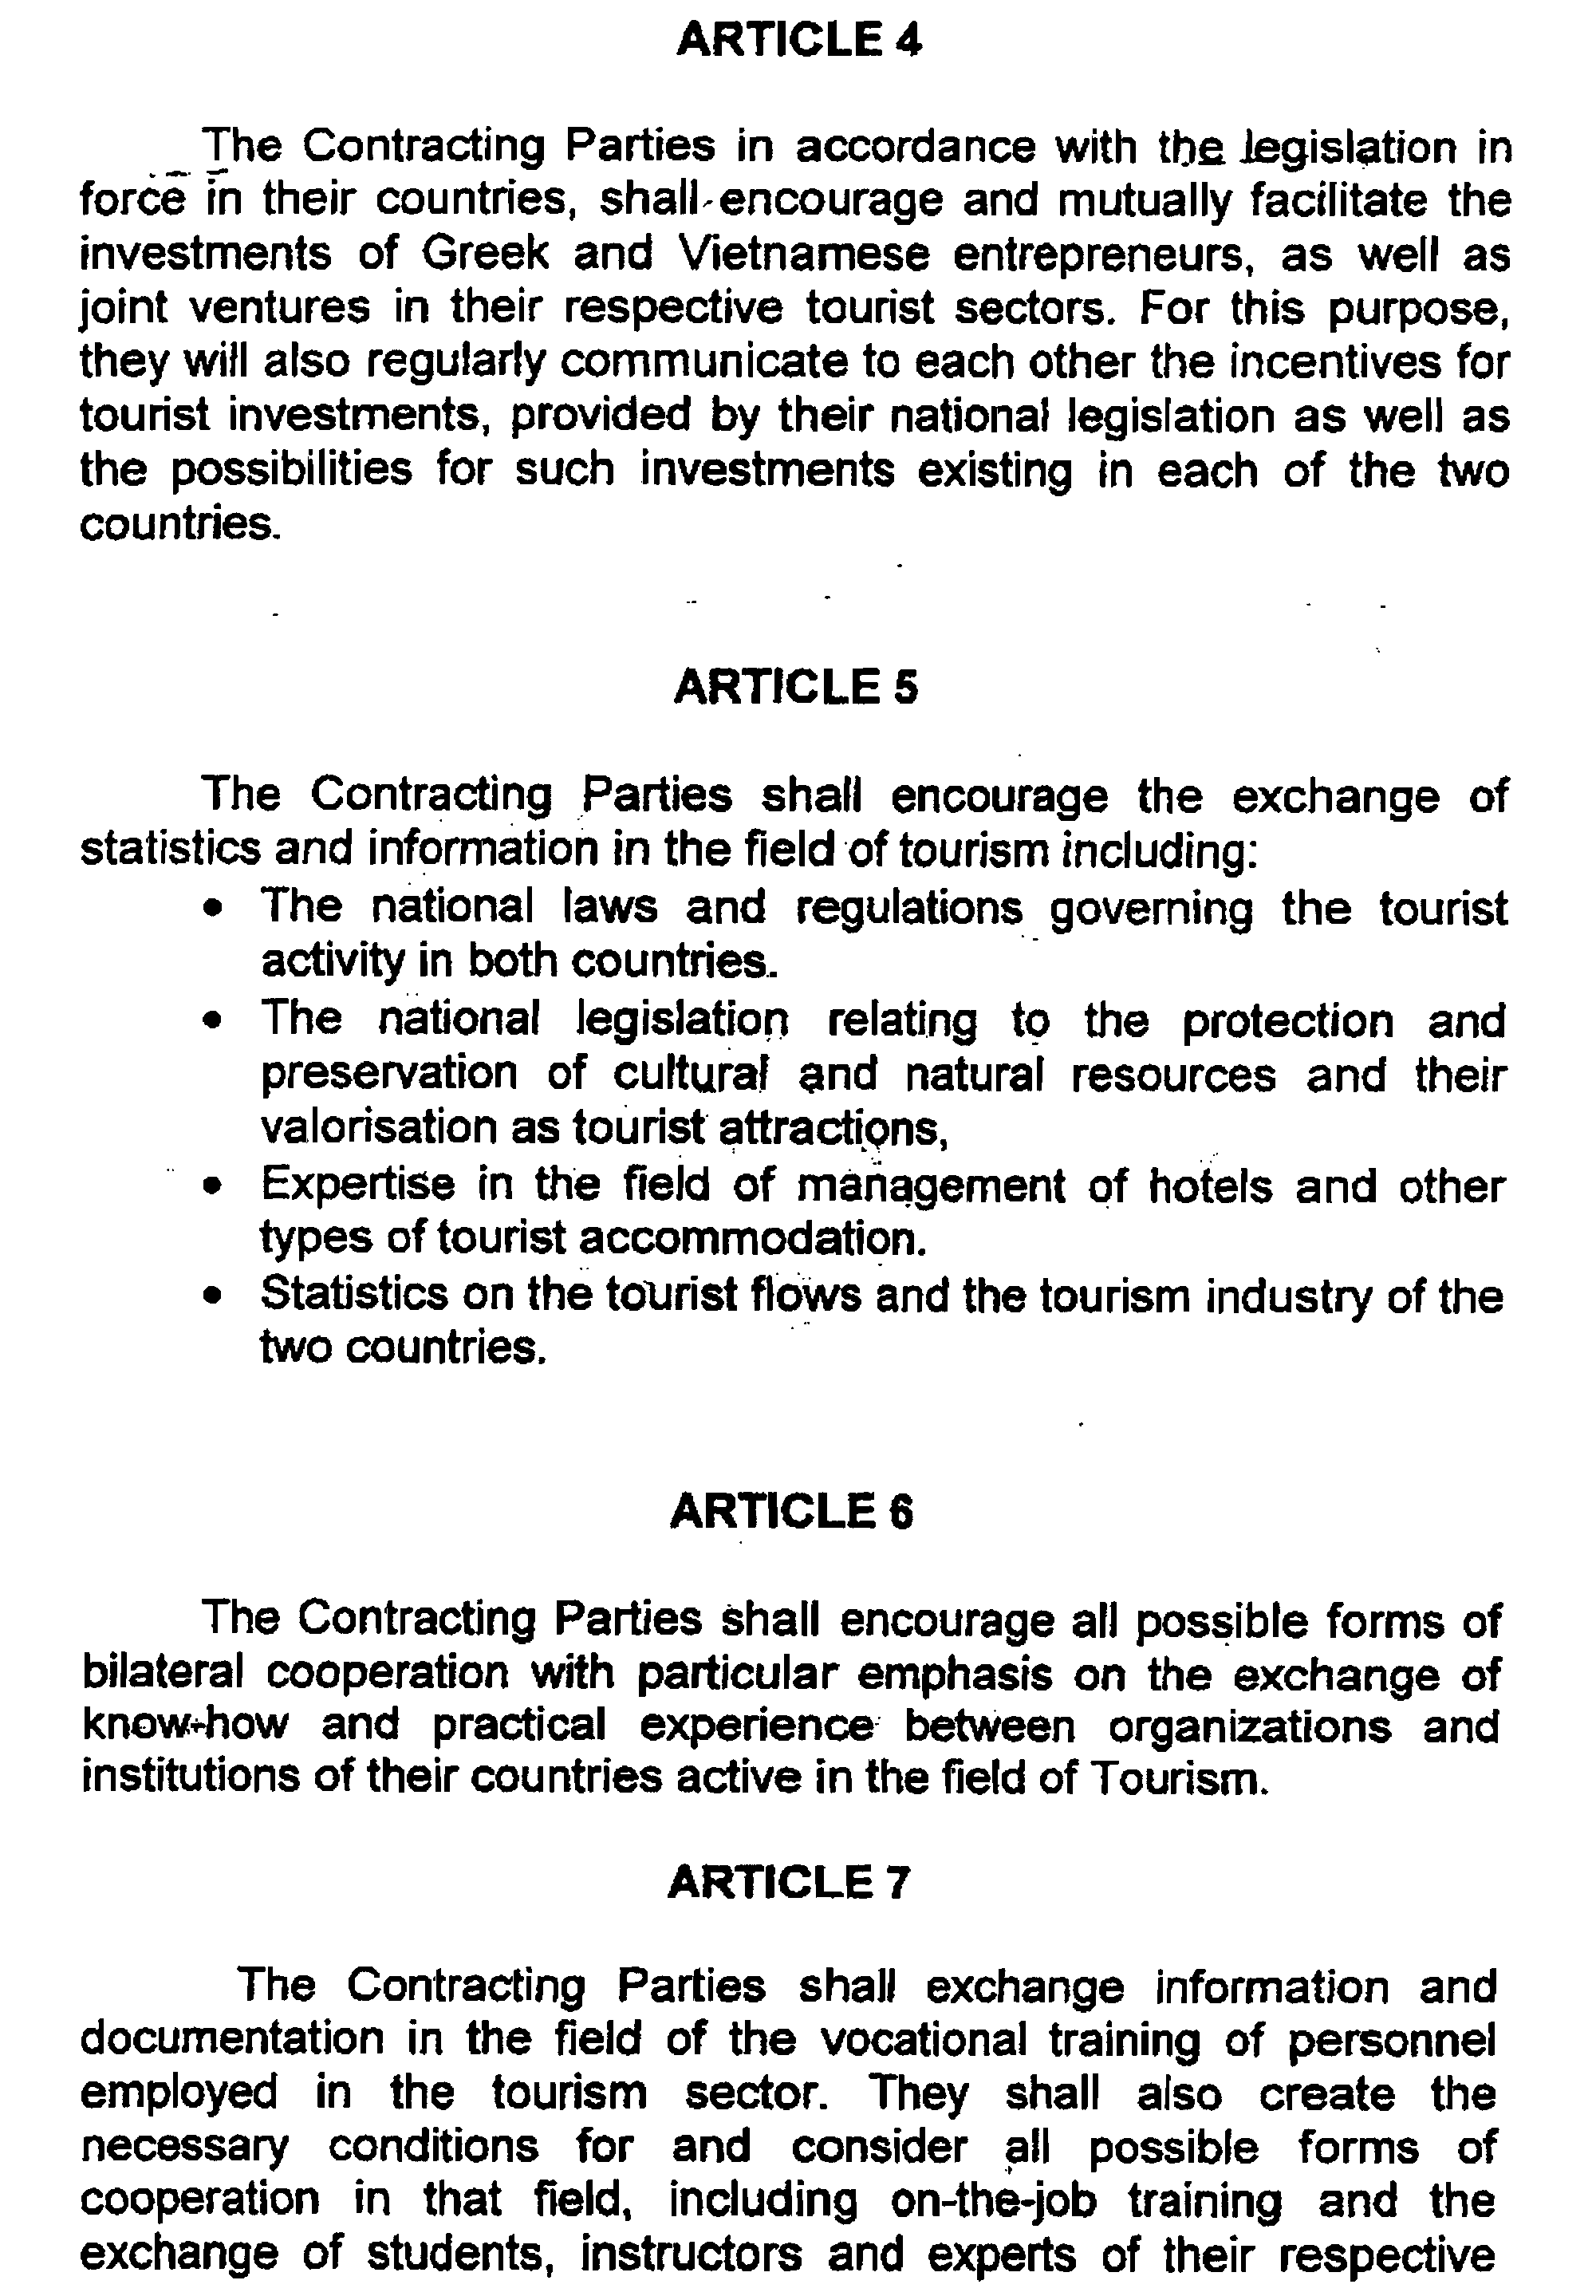 ARTICLE 4
The Contracting Parties in accordance with the legislation in
force in their countries, shall encourage and mutually facilitate the
investments of Greek and Vietnamese entrepreneurs, as well as
joint ventures in their respective tourist sectors. For this purpose,
they will also regularly communicate to each other the incentives for
tourist investments, provided by their national legislation as well as
the possibilities for such investments existing in each of the two
countries.
ARTICLE 5
The Contracting Parties shall encourage the exchange of
statistics and information in the field of tourism including:
• The national laws and regulations governing the tourist
activity in both countries.
• The national legislation relating to the protection and
preservation of cultural and natural resources and their
valorisation as tourist attractions,
• Expertise in the field of management of hotels and other
types of tourist accommodation.
• Statistics on the tourist flows and the tourism industry of the
two countries.
ARTICLE 6
The Contracting Parties shall encourage all possible forms of
bilateral cooperation with particular emphasis on the exchange of
know-how and practical experience between organizations and
institutions of their countries active in the field of Tourism.
ARTICLE 7
The Contracting Parties shall exchange information and
documentation in the field of the vocational training of personnel
employed in the tourism sector. They shall also create the
necessary conditions for and consider all possible forms of
cooperation in that field, including on-the-job training and the
exchange of students, instructors and experts of their respective